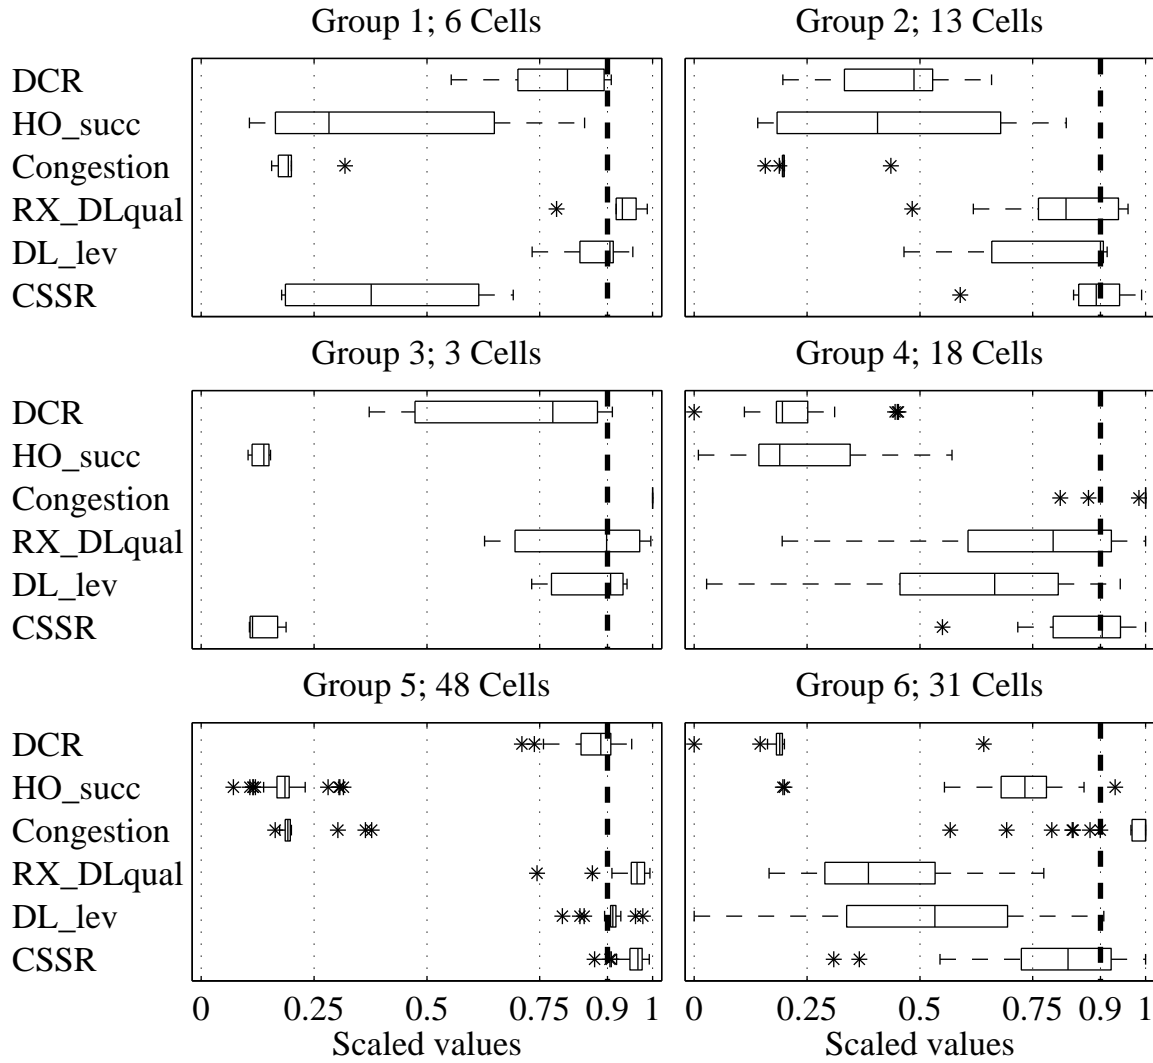 Group 1; 6 Cells Group 2; 13 Cells
DCR
HO_succ
Congestion
RX_DLqual
DL_lev
CSSR
Group 3; 3 Cells Group 4; 18 Cells
DCR
HO_succ
Congestion
RX_DLqual
DL_lev
CSSR
Group 5; 48 Cells Group 6; 31 Cells
DCR
HO_succ
Congestion
RX_DLqual
DL_lev
CSSR
0 0.25 0.5 0.75 0.9 1 0 0.25 0.5 0.75 0.9 1
Scaled values Scaled values